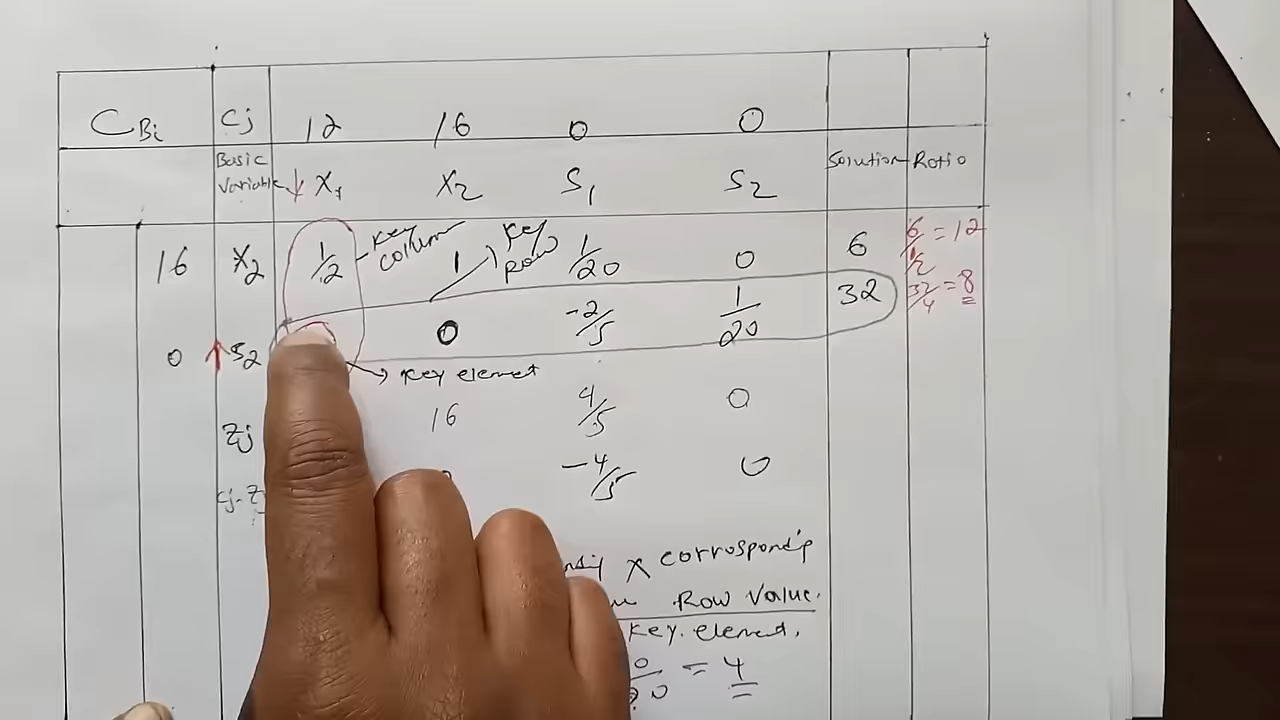 CBi Cj 12 16 0 0
Basic Variable X1 X2 S1 S2 Solution Ratio
16 X2 1/2 1 1/20 0 6 6/1/2 = 12
Key column
Key Row
0 S2 0 -2/5 1/20 32 32/4 = 8
Key element
Zj 16 4/5 0
Cj-Z -4/5 0
X corrospondip
Row Value.
Key element,
= 4